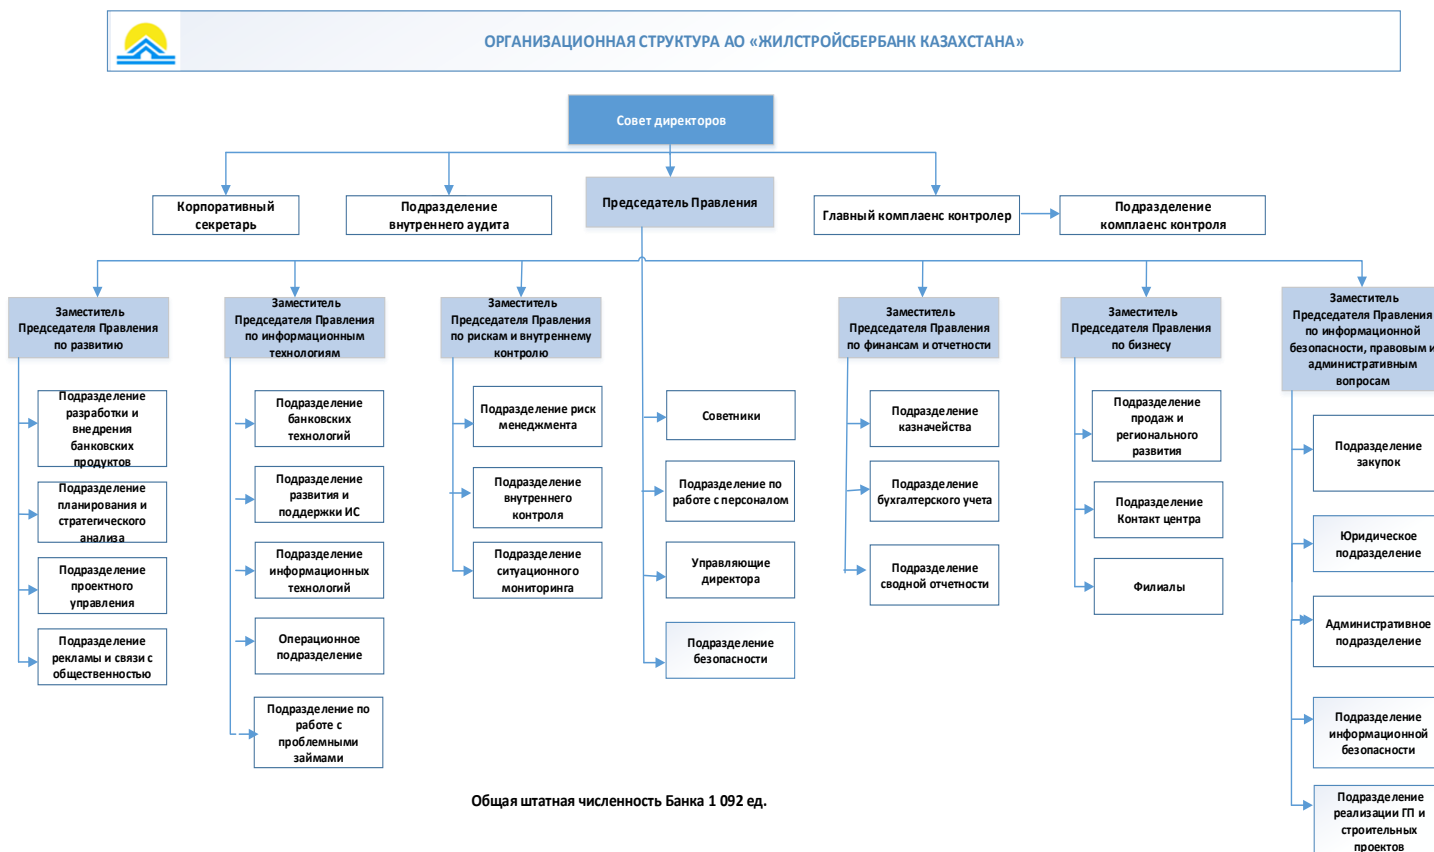 ОРГАНИЗАЦИОННАЯ СТРУКТУРА АО «ЖИЛСТРОЙСБЕРБАНК КАЗАХСТАНА»
Совет директоров
Корпоративный
секретарь
Подразделение
внутреннего аудита
Председатель Правления
Главный комплаенс контролер
Подразделение
комплаенс контроля
Заместитель
Председателя Правления
по развитию
Заместитель
Председателя Правления
по информационным
технологиям
Заместитель
Председателя Правления
по рискам и внутреннему
контролю
Заместитель
Председателя Правления
по финансам и отчетности
Заместитель
Председателя Правления
по бизнесу
Заместитель
Председателя Правления
по информационной
безопасности, правовым и
административным
вопросам
Подразделение
разработки и
внедрения
банковских
продуктов
Подразделение
планирования и
стратегического
анализа
Подразделение
проектного
управления
Подразделение
рекламы и связи с
общественностью
Подразделение
банковских
технологий
Подразделение
развития и
поддержки ИС
Подразделение
информационных
технологий
Операционное
подразделение
Подразделение по
работе с
проблемными
займами
Подразделение риск
менеджмента
Подразделение
внутреннего
контроля
Подразделение
ситуационного
мониторинга
Советники
Подразделение по
работе с персоналом
Управляющие
директора
Подразделение
безопасности
Подразделение
казначейства
Подразделение
бухгалтерского учета
Подразделение
сводной отчетности
Подразделение
продаж и
регионального
развития
Подразделение
Контакт центра
Филиалы
Подразделение
закупок
Юридическое
подразделение
Административное
подразделение
Подразделение
информационной
безопасности
Подразделение
реализации ГП и
строительных
проектов
Общая штатная численность Банка 1 092 ед.